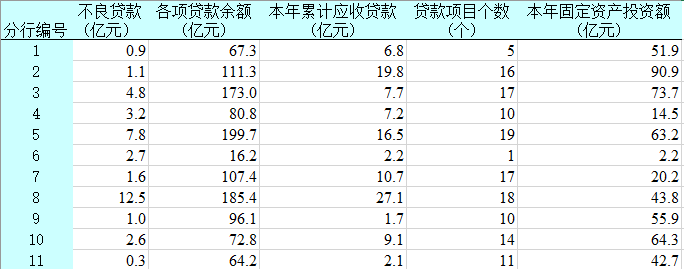 分行编号 不良贷款(亿元) 各项贷款余额(亿元) 本年累计应收贷款(亿元) 贷款项目个数(个) 本年固定资产投资额(亿元)
1 0.9 67.3 6.8 5 51.9
2 1.1 111.3 19.8 16 90.9
3 4.8 173.0 7.7 17 73.7
4 3.2 80.8 7.2 10 14.5
5 7.8 199.7 16.5 19 63.2
6 2.7 16.2 2.2 1 2.2
7 1.6 107.4 10.7 17 20.2
8 12.5 185.4 27.1 18 43.8
9 1.0 96.1 1.7 10 55.9
10 2.6 72.8 9.1 14 64.3
11 0.3 64.2 2.1 11 42.7